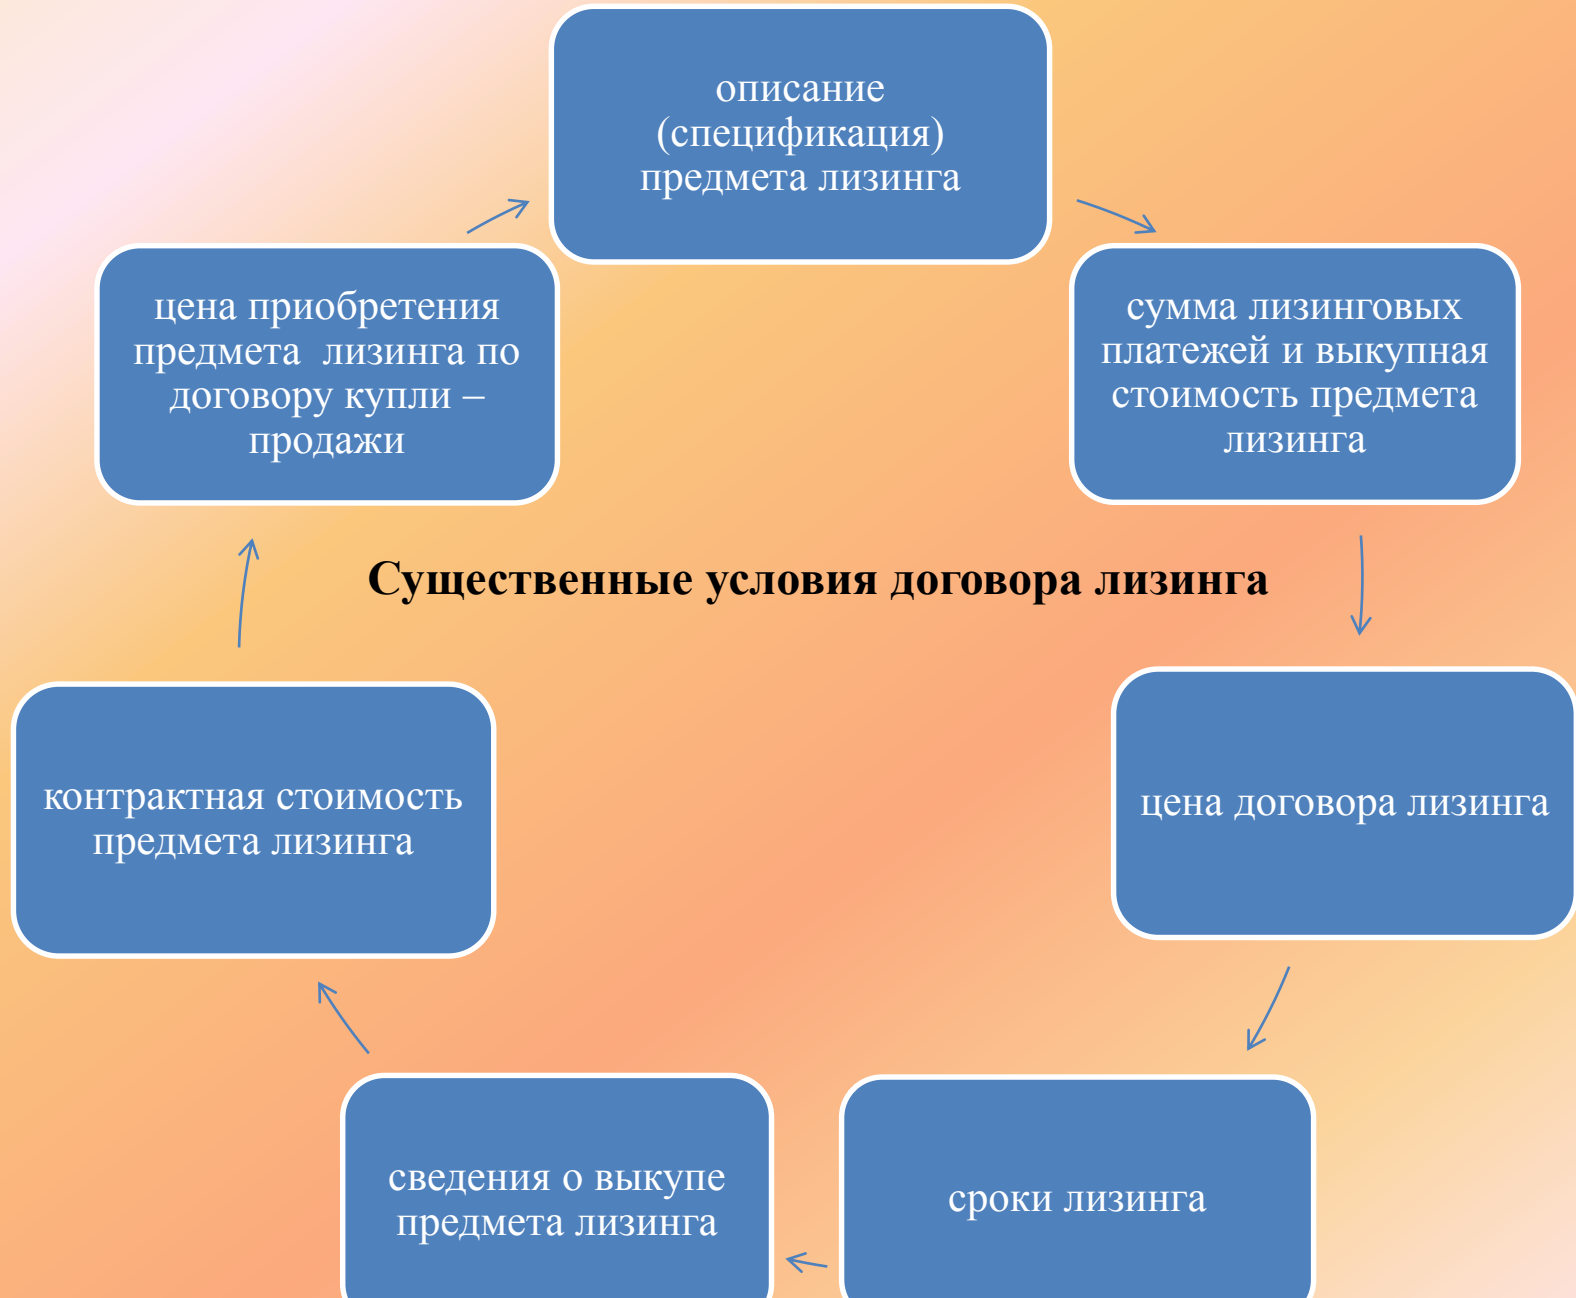 описание
(спецификация)
предмета лизинга
сумма лизинговых
платежей и выкупная
стоимость предмета
лизинга
цена договора лизинга
сроки лизинга
сведения о выкупе
предмета лизинга
контрактная стоимость
предмета лизинга
цена приобретения
предмета  лизинга по
договору купли –
продажи
Существенные условия договора лизинга